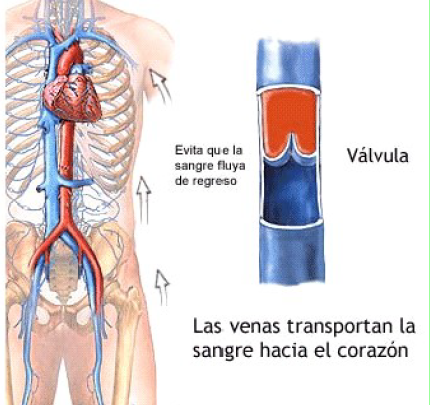 Evita que la
sangre fluya
de regreso
Válvula
Las venas transportan la
sangre hacia el corazón